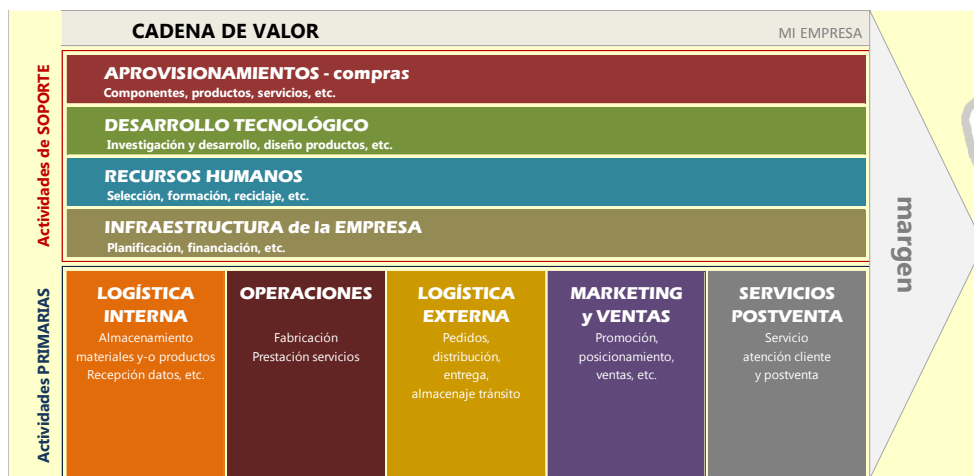 CADENA DE VALOR
MI EMPRESA
Actividades de SOPORTE
APROVISIONAMIENTOS - compras
Componentes, productos, servicios, etc.
DESARROLLO TECNOLÓGICO
Investigación y desarrollo, diseño productos, etc.
RECURSOS HUMANOS
Selección, formación, reciclaje, etc.
INFRAESTRUCTURA de la EMPRESA
Planificación, financiación, etc.
Actividades PRIMARIAS
LOGÍSTICA
INTERNA
Almacenamiento
materiales y-o productos
Recepción datos, etc.
OPERACIONES
Fabricación
Prestación servicios
LOGÍSTICA
EXTERNA
Pedidos,
distribución,
entrega,
almacenaje tránsito
MARKETING
y VENTAS
Promoción,
posicionamiento,
ventas, etc.
SERVICIOS
POSTVENTA
Servicio
atención cliente
y postventa
margen